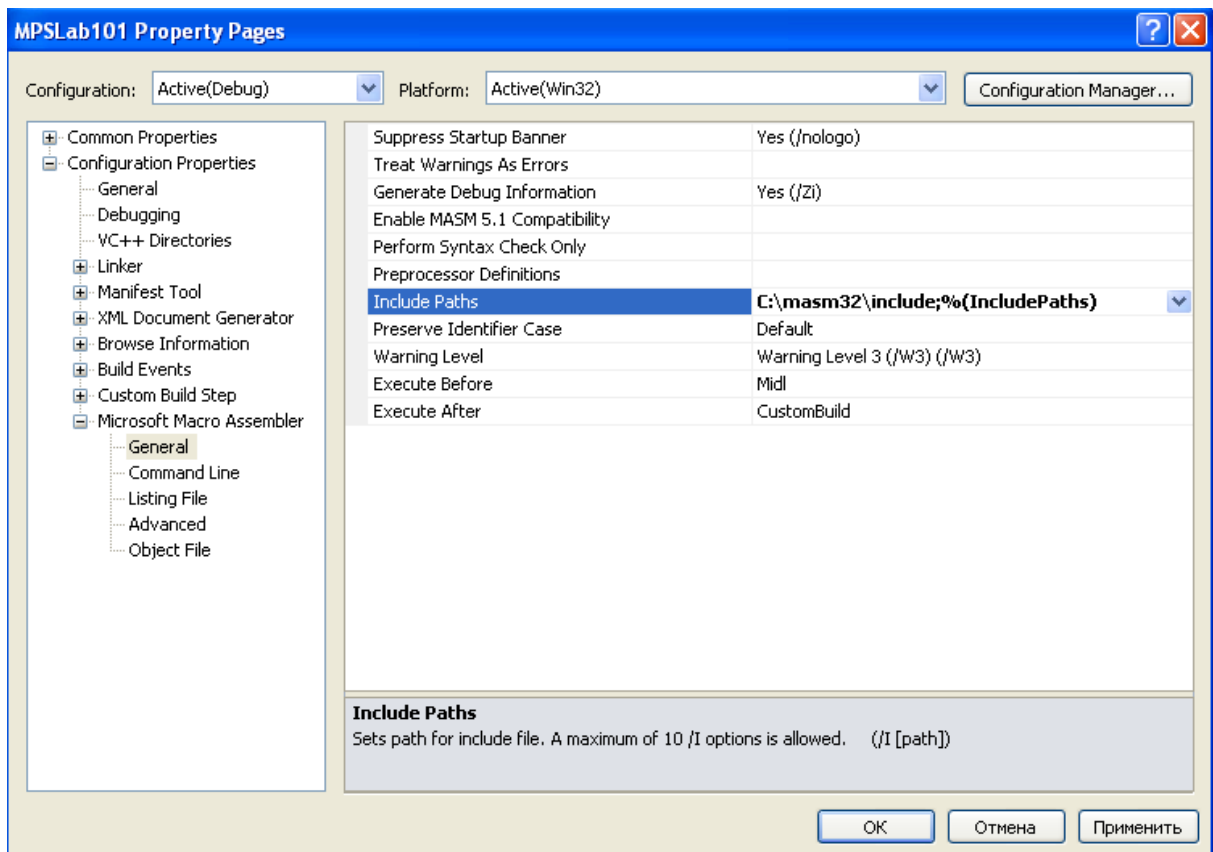 MPSLab101 Property Pages
Configuration: Active(Debug) Platform: Active(Win32) Configuration Manager...
Common Properties
Configuration Properties
General
Debugging
VC++ Directories
Linker
Manifest Tool
XML Document Generator
Browse Information
Build Events
Custom Build Step
Microsoft Macro Assembler
General
Command Line
Listing File
Advanced
Object File
Suppress Startup Banner Yes (/nologo)
Treat Warnings As Errors
Generate Debug Information Yes (/Zi)
Enable MASM 5.1 Compatibility
Perform Syntax Check Only
Preprocessor Definitions
Include Paths C:\masm32\include;%(IncludePaths)
Preserve Identifier Case Default
Warning Level Warning Level 3 (/W3) (/W3)
Execute Before Midl
Execute After CustomBuild
Include Paths
Sets path for include file. A maximum of 10 /I options is allowed. (/I [path])
ОК Отмена Применить